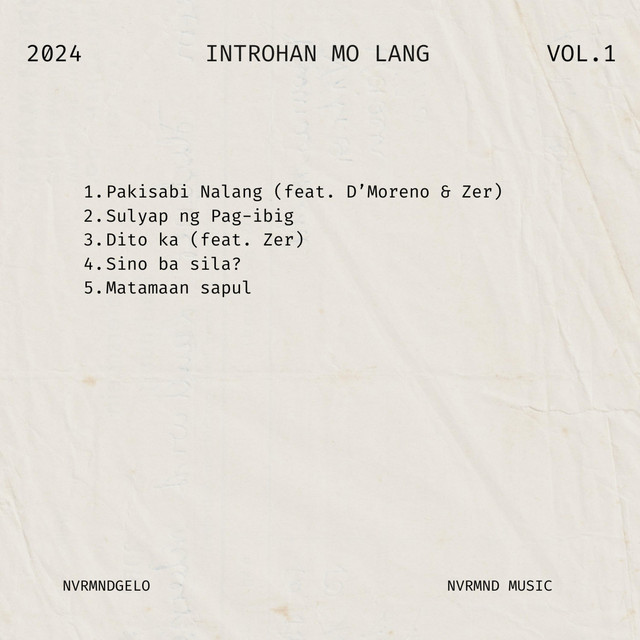 2024 INTROHAN MO LANG VOL.1
1.Pakisabi Nalang (feat. D’Moreno & Zer)
2.Sulyap ng Pag-ibig
3.Dito ka (feat. Zer)
4.Sino ba sila?
5.Matamaan sapul
NVRMNDGELO NVRMND MUSIC